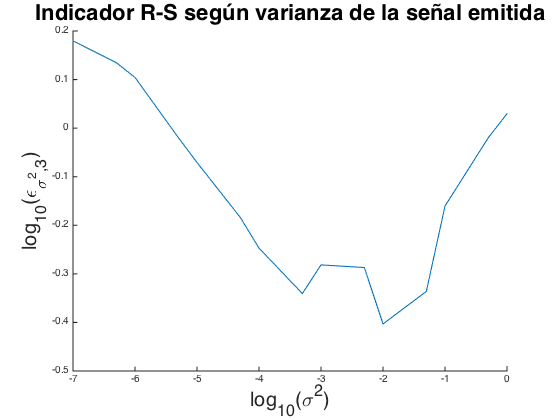 Indicador R-S según varianza de la señal emitida
log10(ϵσ2,3)
0.2
0.1
0
-0.1
-0.2
-0.3
-0.4
-0.5
-7 -6 -5 -4 -3 -2 -1 0
log10(σ2)